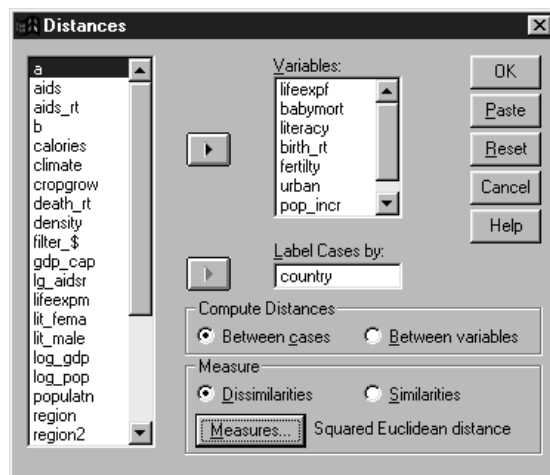 Distances
a
aids
aids_rt
b
calories
climate
cropgrow
death_rt
density
filter_$
gdp_cap
lg_aidsr
lifeexpm
lit_fema
lit_male
log_gdp
log_pop
populatn
region
region2
Variables:
lifeexpf
babymort
literacy
birth_rt
fertilty
urban
pop_incr
Label Cases by:
country
Compute Distances
Between cases
Between variables
Measure
Dissimilarities
Similarities
Measures...
Squared Euclidean distance
OK
Paste
Reset
Cancel
Help